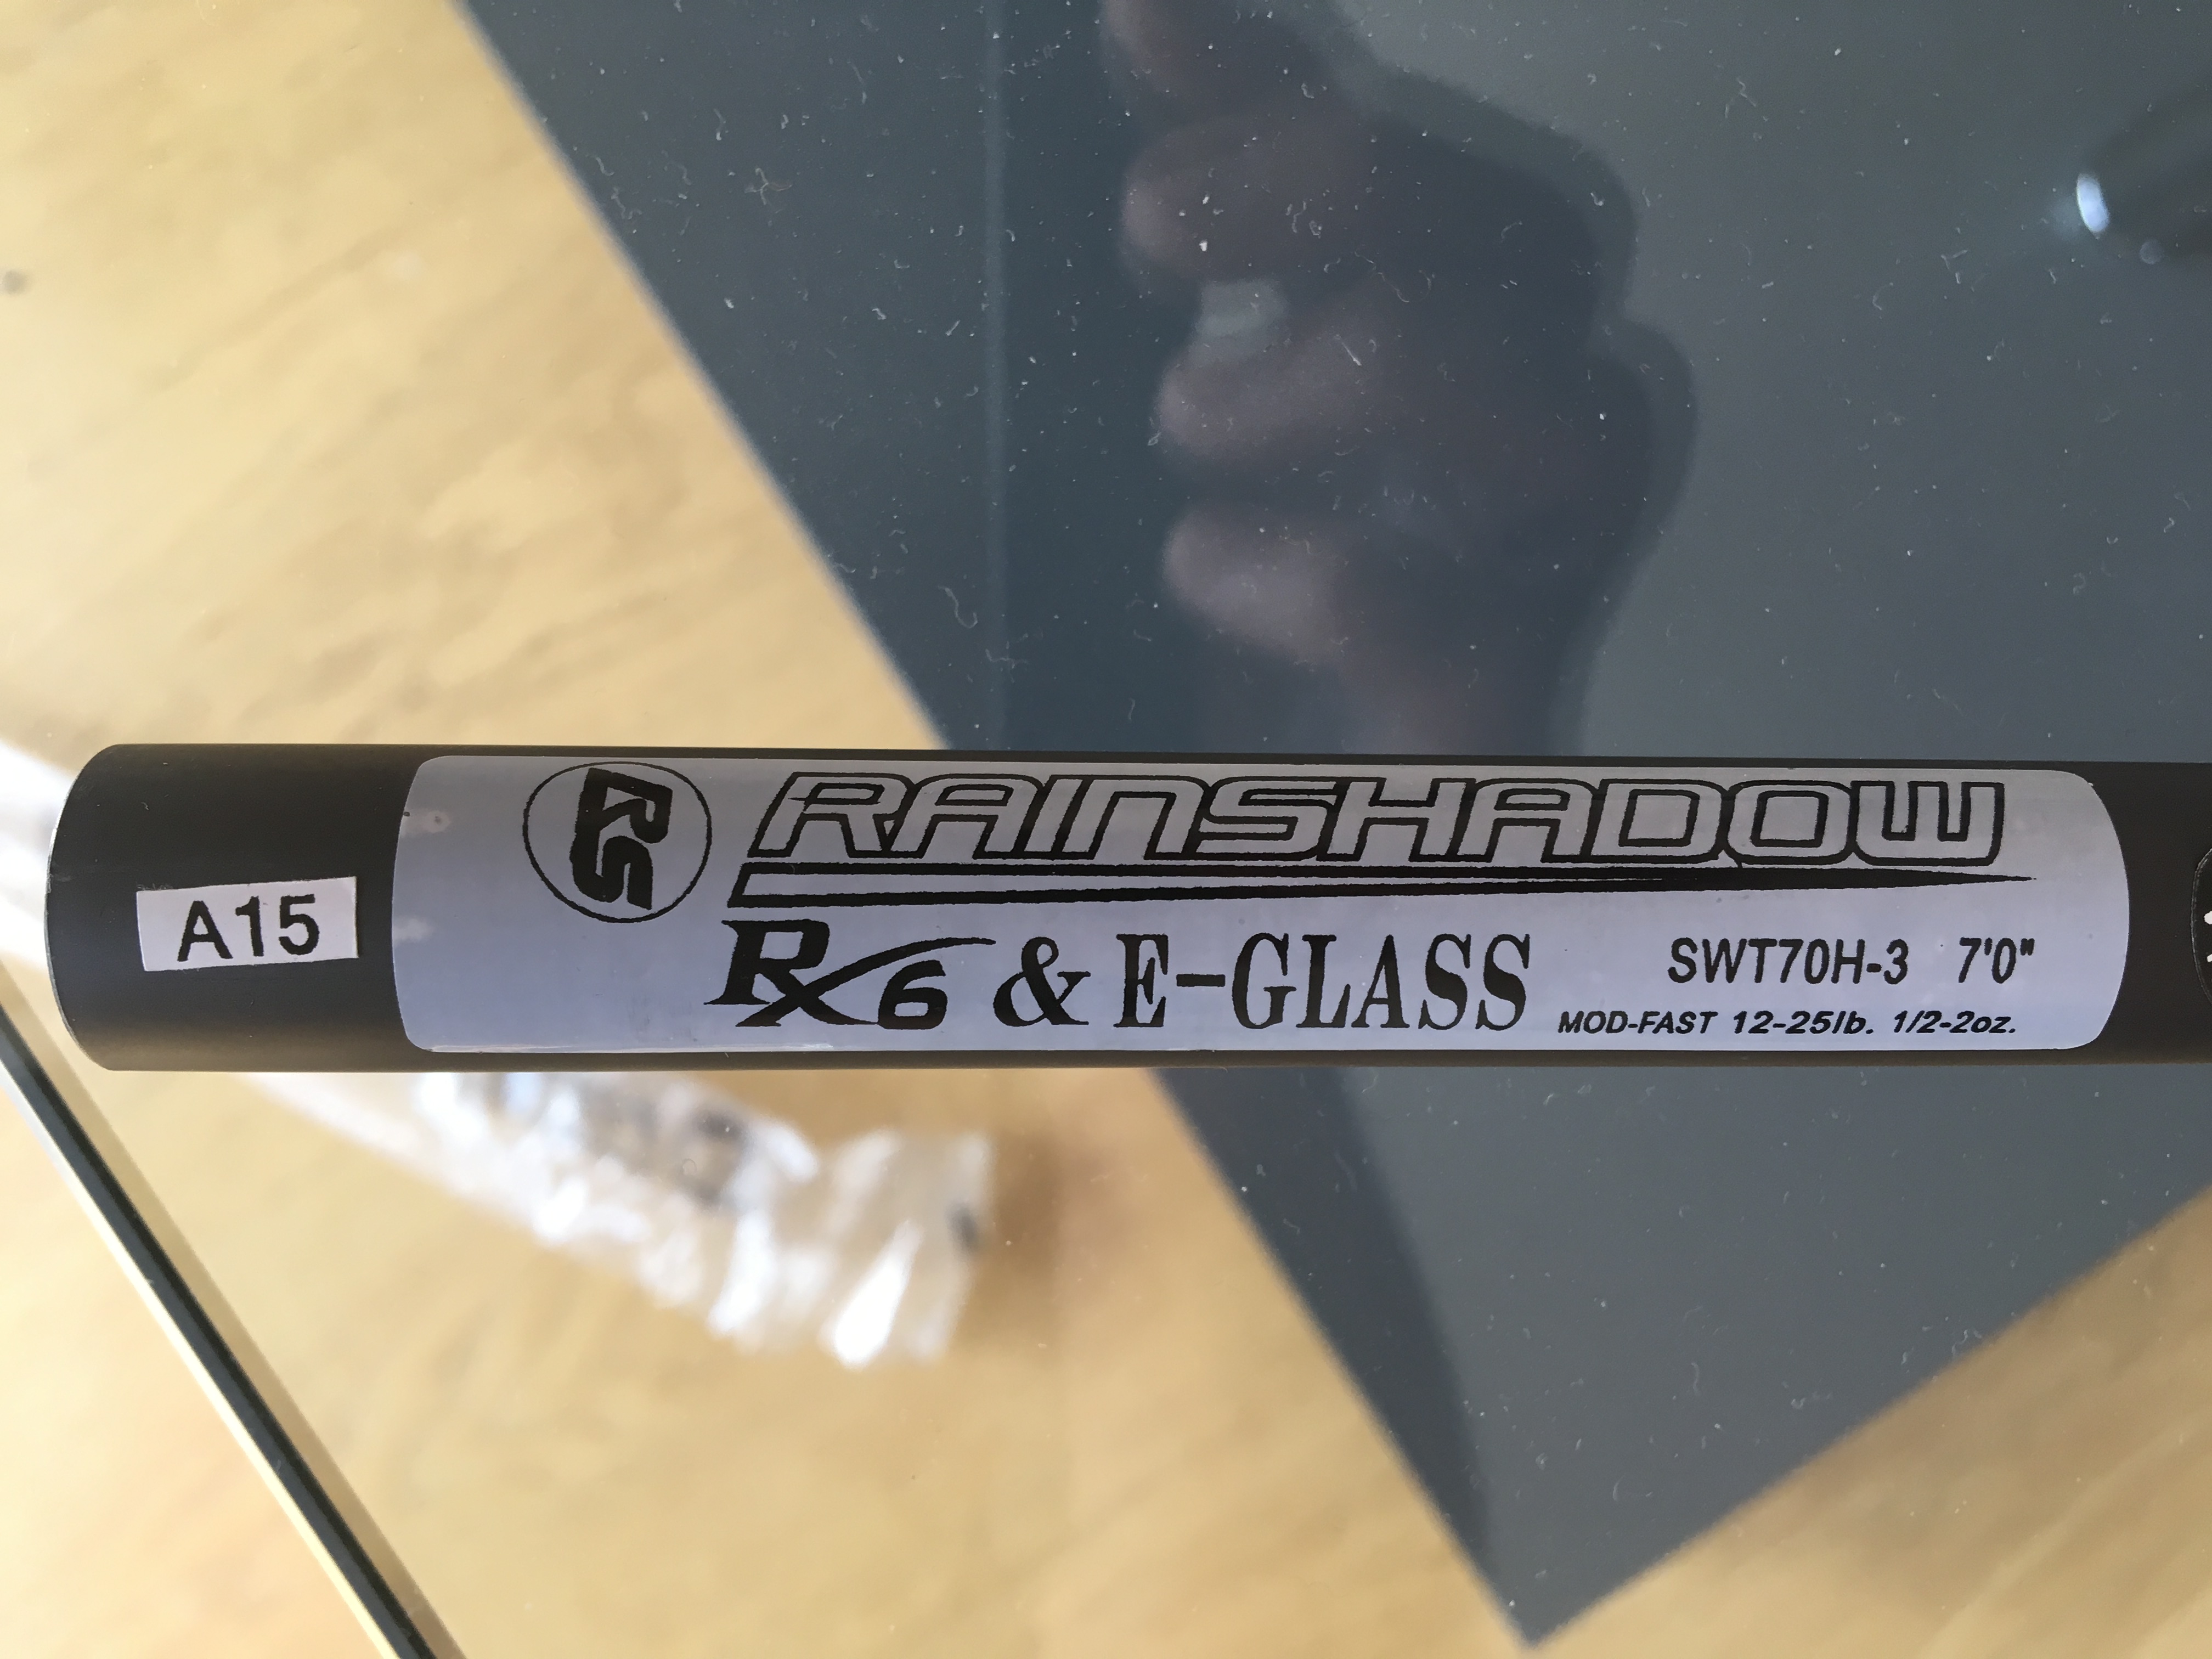 A15
RS
RAINSHADOW
RX6 & E-GLASS
SWT70H-3 7'0"
MOD-FAST 12-25lb. 1/2-2oz.